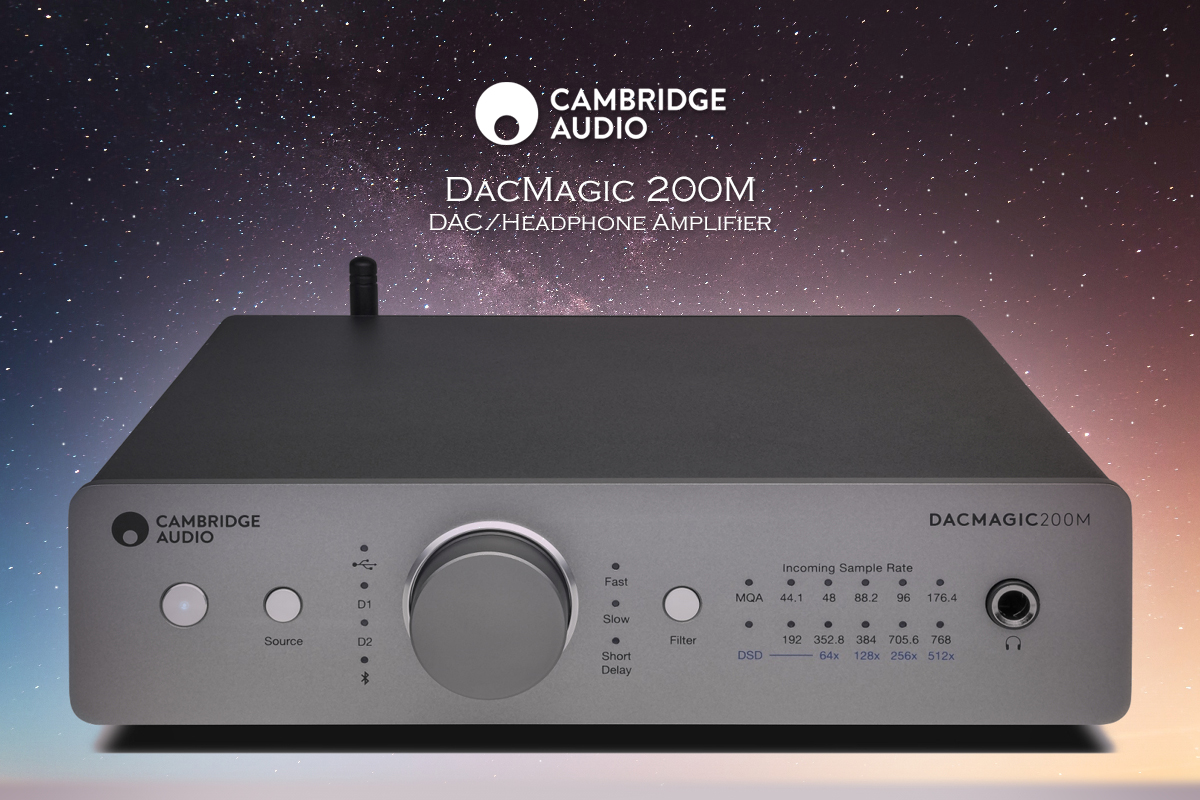 CAMBRIDGE
AUDIO
DACMAGIC 200M
DAC/HEADPHONE AMPLIFIER
CAMBRIDGE
AUDIO
DACMAGIC200M
Source
D1
D2
Fast
Slow
Short
Delay
Filter
Incoming Sample Rate
MQA 44.1 48 88.2 96 176.4
192 352.8 384 705.6 768
DSD 64x 128x 256x 512x